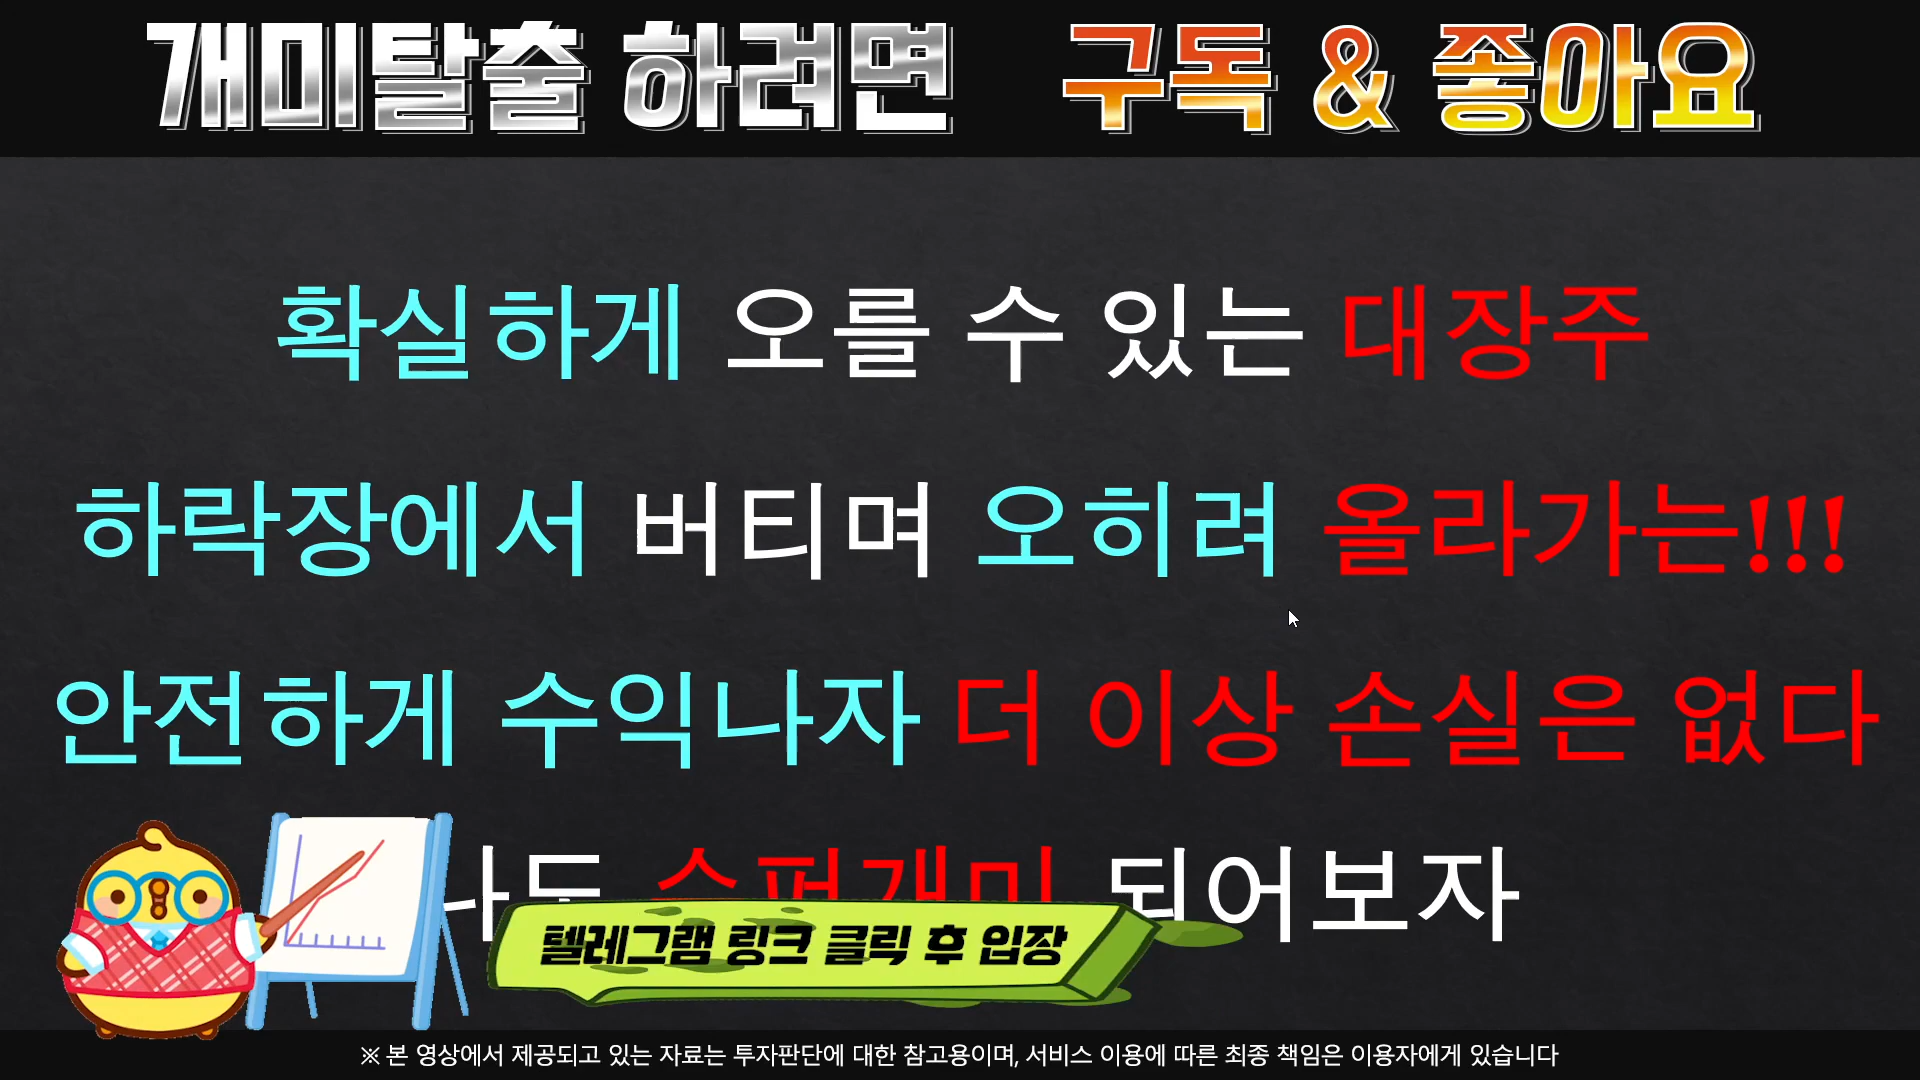 개미탈출 하려면 구독 & 좋아요
확실하게 오를 수 있는 대장주
하락장에서 버티며 오히려 올라가는!!!
안전하게 수익나자 더 이상 손실은 없다
나도 슈퍼개미 되어보자
텔레그램 링크 클릭 후 입장
※ 본 영상에서 제공되고 있는 자료는 투자판단에 대한 참고용이며, 서비스 이용에 따른 최종 책임은 이용자에게 있습니다